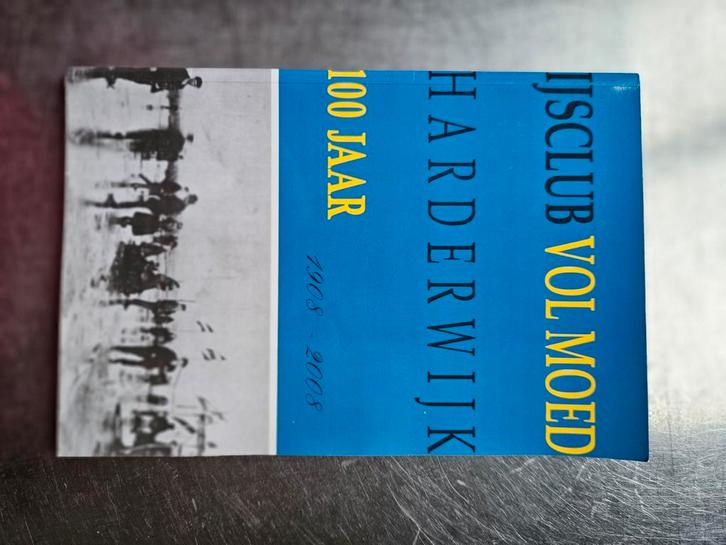 IJSCLUB VOL MOED
HARDERWIJK
100 JAAR
1908 - 2008